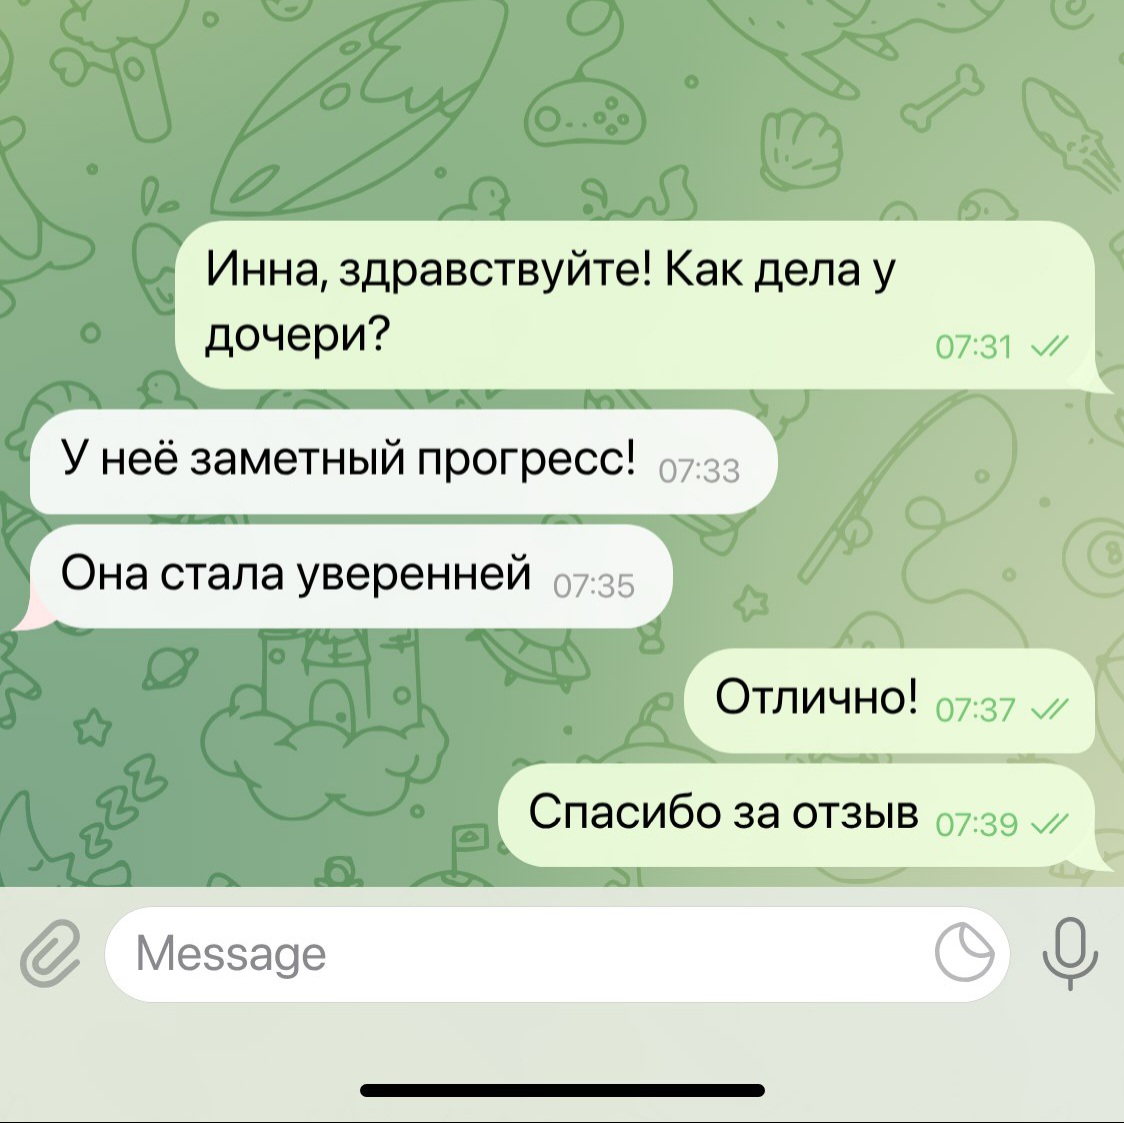 Инна, здравствуйте! Как дела у
дочери?
07:31
У неё заметный прогресс! 07:33
Она стала уверенней 07:35
Отлично! 07:37
Спасибо за отзыв 07:39
Message